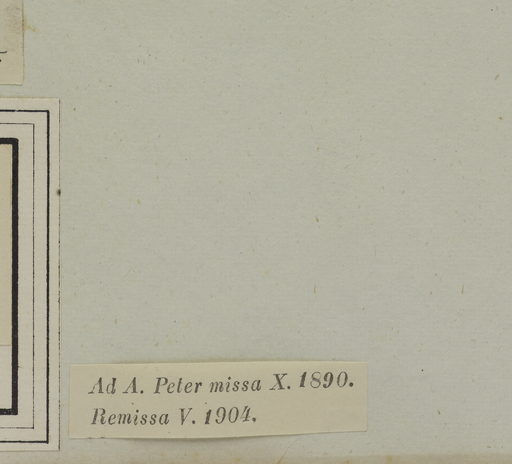 Ad A. Peter missa X. 1890.
Remissa V. 1904.